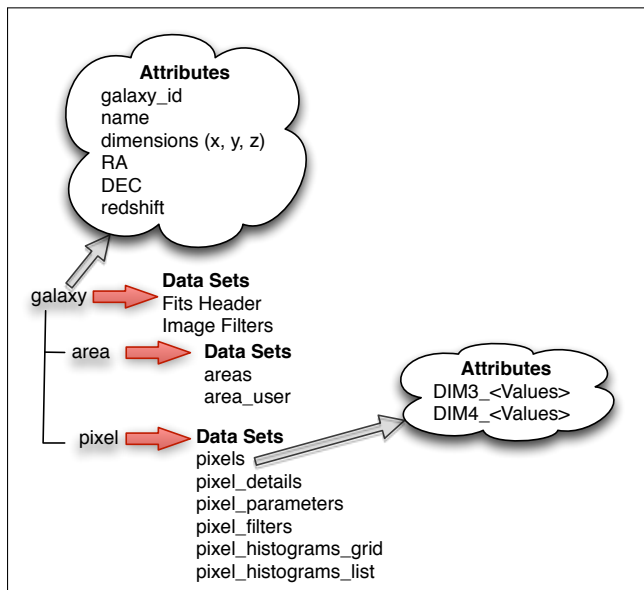 Attributes
galaxy_id
name
dimensions (x, y, z)
RA
DEC
redshift
galaxy
Data Sets
Fits Header
Image Filters
area
Data Sets
areas
area_user
Attributes
DIM3_<Values>
DIM4_<Values>
pixel
Data Sets
pixels
pixel_details
pixel_parameters
pixel_filters
pixel_histograms_grid
pixel_histograms_list